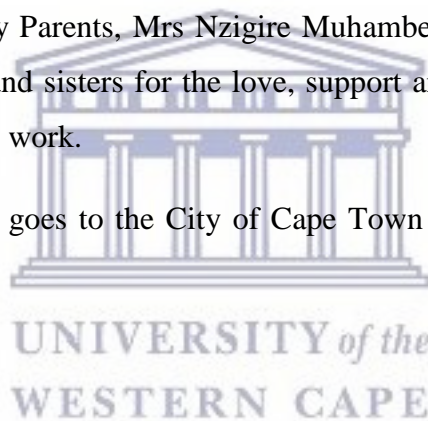 y Parents, Mrs Nzigire Muhambe
nd sisters for the love, support a
work.
goes to the City of Cape Town
UNIVERSITY of the
WESTERN CAPE